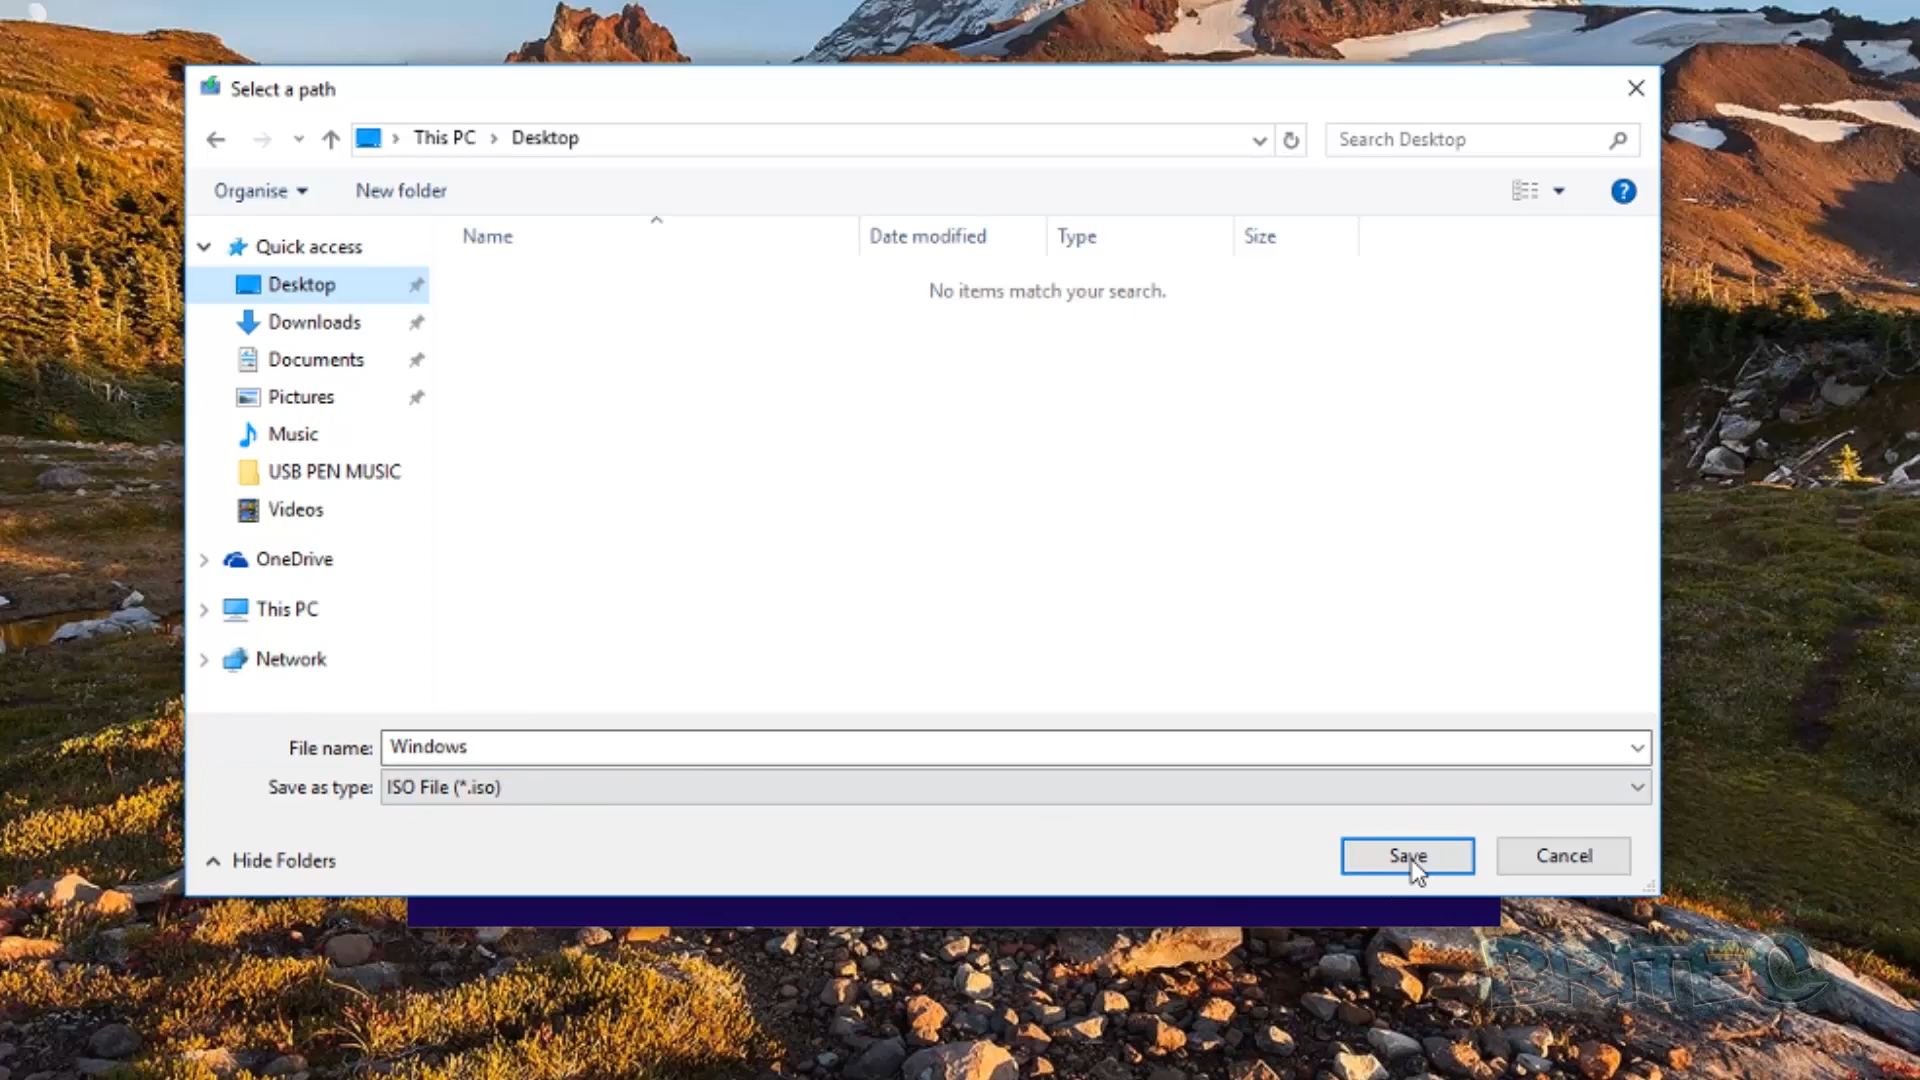 Select a path
This PC Desktop
Search Desktop
Organise New folder
?
Name Date modified Type Size
Quick access
No items match your search.
Desktop
Downloads
Documents
Pictures
Music
USB PEN MUSIC
Videos
OneDrive
This PC
Network
File name: Windows
Save as type: ISO File (*.iso)
Hide Folders
Save Cancel
BRITEC